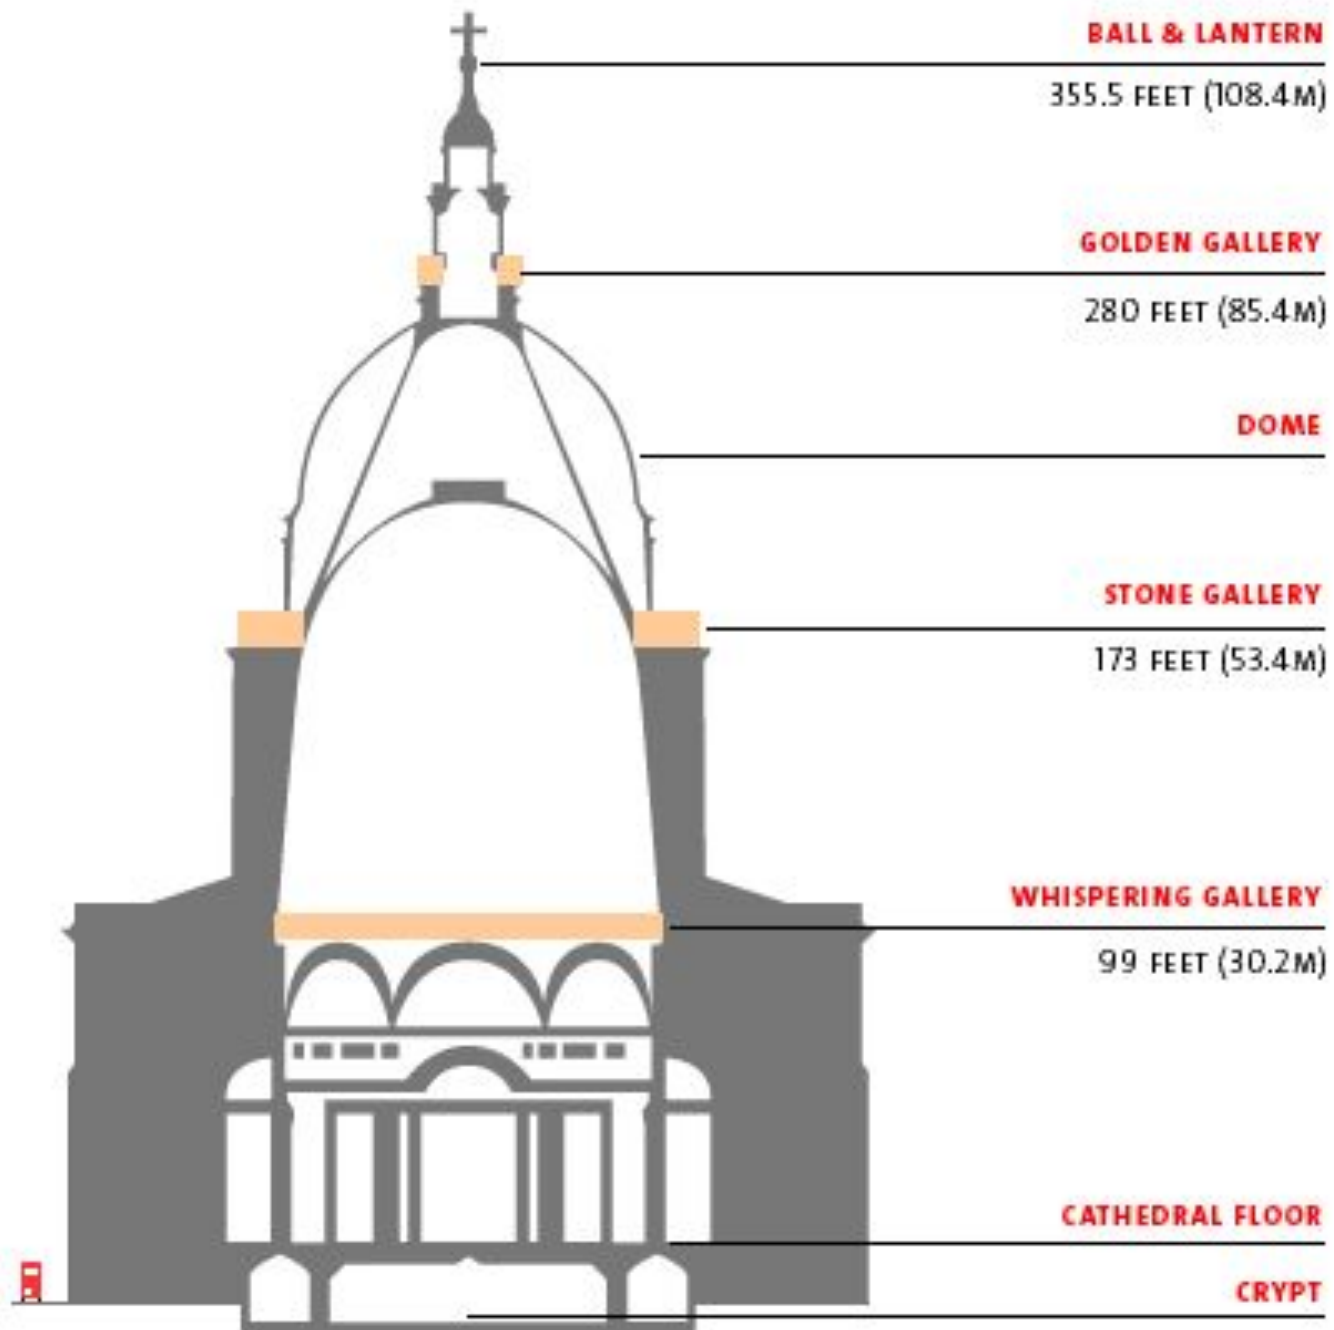 BALL & LANTERN
355.5 FEET (108.4M)
GOLDEN GALLERY
280 FEET (85.4M)
DOME
STONE GALLERY
173 FEET (53.4M)
WHISPERING GALLERY
99 FEET (30.2M)
CATHEDRAL FLOOR
CRYPT